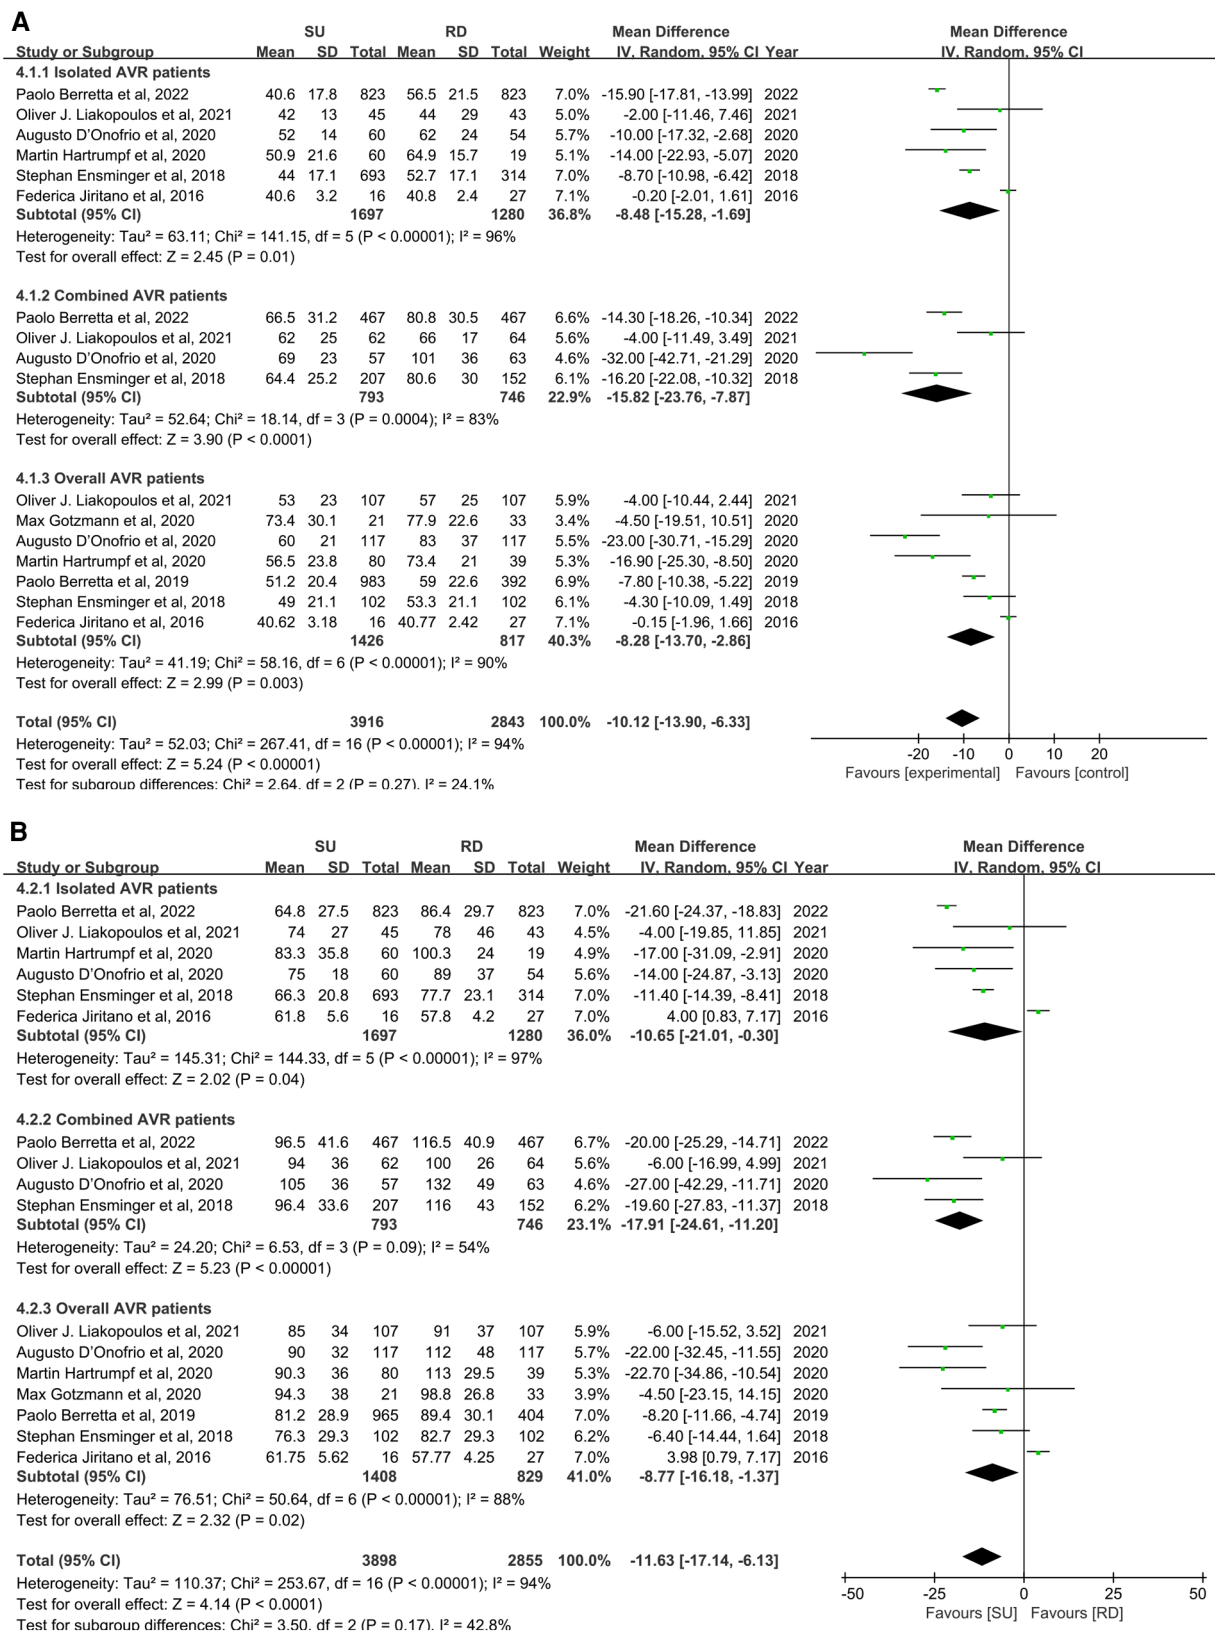 A
SU RD Mean Difference Mean Difference
Study or Subgroup Mean SD Total Mean SD Total Weight IV, Random, 95% CI Year IV, Random, 95% CI
4.1.1 Isolated AVR patients
Paolo Berretta et al, 2022 40.6 17.8 823 56.5 21.5 823 7.0% -15.90 [-17.81, -13.99] 2022
Oliver J. Liakopoulos et al, 2021 42 13 45 44 29 43 5.0% -2.00 [-11.46, 7.46] 2021
Augusto D'Onofrio et al, 2020 52 14 60 62 24 54 5.7% -10.00 [-17.32, -2.68] 2020
Martin Hartrumpf et al, 2020 50.9 21.6 60 64.9 15.7 19 5.1% -14.00 [-22.93, -5.07] 2020
Stephan Ensminger et al, 2018 44 17.1 693 52.7 17.1 314 7.0% -8.70 [-10.98, -6.42] 2018
Federica Jiritano et al, 2016 40.6 3.2 16 40.8 2.4 27 7.1% -0.20 [-2.01, 1.61] 2016
Subtotal (95% CI) 1697 1280 36.8% -8.48 [-15.28, -1.69]
Heterogeneity: Tau² = 63.11; Chi² = 141.15, df = 5 (P < 0.00001); I² = 96%
Test for overall effect: Z = 2.45 (P = 0.01)
4.1.2 Combined AVR patients
Paolo Berretta et al, 2022 66.5 31.2 467 80.8 30.5 467 6.6% -14.30 [-18.26, -10.34] 2022
Oliver J. Liakopoulos et al, 2021 62 25 62 66 17 64 5.6% -4.00 [-11.49, 3.49] 2021
Augusto D'Onofrio et al, 2020 69 23 57 101 36 63 4.6% -32.00 [-42.71, -21.29] 2020
Stephan Ensminger et al, 2018 64.4 25.2 207 80.6 30 152 6.1% -16.20 [-22.08, -10.32] 2018
Subtotal (95% CI) 793 746 22.9% -15.82 [-23.76, -7.87]
Heterogeneity: Tau² = 52.64; Chi² = 18.14, df = 3 (P = 0.0004); I² = 83%
Test for overall effect: Z = 3.90 (P < 0.0001)
4.1.3 Overall AVR patients
Oliver J. Liakopoulos et al, 2021 53 23 107 57 25 107 5.9% -4.00 [-10.44, 2.44] 2021
Max Gotzmann et al, 2020 73.4 30.1 21 77.9 22.6 33 3.4% -4.50 [-19.51, 10.51] 2020
Augusto D'Onofrio et al, 2020 60 21 117 83 37 117 5.5% -23.00 [-30.71, -15.29] 2020
Martin Hartrumpf et al, 2020 56.5 23.8 80 73.4 21 39 5.3% -16.90 [-25.30, -8.50] 2020
Paolo Berretta et al, 2019 51.2 20.4 983 59 22.6 392 6.9% -7.80 [-10.38, -5.22] 2019
Stephan Ensminger et al, 2018 49 21.1 102 53.3 21.1 102 6.1% -4.30 [-10.09, 1.49] 2018
Federica Jiritano et al, 2016 40.62 3.18 16 40.77 2.42 27 7.1% -0.15 [-1.96, 1.66] 2016
Subtotal (95% CI) 1426 817 40.3% -8.28 [-13.70, -2.86]
Heterogeneity: Tau² = 41.19; Chi² = 58.16, df = 6 (P < 0.00001); I² = 90%
Test for overall effect: Z = 2.99 (P = 0.003)
Total (95% CI) 3916 2843 100.0% -10.12 [-13.90, -6.33]
Heterogeneity: Tau² = 52.03; Chi² = 267.41, df = 16 (P < 0.00001); I² = 94%
-20 -10 0 10 20
Test for overall effect: Z = 5.24 (P < 0.00001)
Favours [experimental] Favours [control]
Test for subgroup differences: Chi² = 2.64, df = 2 (P = 0.27), I² = 24.1%
B
SU RD Mean Difference Mean Difference
Study or Subgroup Mean SD Total Mean SD Total Weight IV, Random, 95% CI Year IV, Random, 95% CI
4.2.1 Isolated AVR patients
Paolo Berretta et al, 2022 64.8 27.5 823 86.4 29.7 823 7.0% -21.60 [-24.37, -18.83] 2022
Oliver J. Liakopoulos et al, 2021 74 27 45 78 46 43 4.5% -4.00 [-19.85, 11.85] 2021
Martin Hartrumpf et al, 2020 83.3 35.8 60 100.3 24 19 4.9% -17.00 [-31.09, -2.91] 2020
Augusto D'Onofrio et al, 2020 75 18 60 89 37 54 5.6% -14.00 [-24.87, -3.13] 2020
Stephan Ensminger et al, 2018 66.3 20.8 693 77.7 23.1 314 7.0% -11.40 [-14.39, -8.41] 2018
Federica Jiritano et al, 2016 61.8 5.6 16 57.8 4.2 27 7.0% 4.00 [0.83, 7.17] 2016
Subtotal (95% CI) 1697 1280 36.0% -10.65 [-21.01, -0.30]
Heterogeneity: Tau² = 145.31; Chi² = 144.33, df = 5 (P < 0.00001); I² = 97%
Test for overall effect: Z = 2.02 (P = 0.04)
4.2.2 Combined AVR patients
Paolo Berretta et al, 2022 96.5 41.6 467 116.5 40.9 467 6.7% -20.00 [-25.29, -14.71] 2022
Oliver J. Liakopoulos et al, 2021 94 36 62 100 26 64 5.6% -6.00 [-16.99, 4.99] 2021
Augusto D'Onofrio et al, 2020 105 36 57 132 49 63 4.6% -27.00 [-42.29, -11.71] 2020
Stephan Ensminger et al, 2018 96.4 33.6 207 116 43 152 6.2% -19.60 [-27.83, -11.37] 2018
Subtotal (95% CI) 793 746 23.1% -17.91 [-24.61, -11.20]
Heterogeneity: Tau² = 24.20; Chi² = 6.53, df = 3 (P = 0.09); I² = 54%
Test for overall effect: Z = 5.23 (P < 0.00001)
4.2.3 Overall AVR patients
Oliver J. Liakopoulos et al, 2021 85 34 107 91 37 107 5.9% -6.00 [-15.52, 3.52] 2021
Augusto D'Onofrio et al, 2020 90 32 117 112 48 117 5.7% -22.00 [-32.45, -11.55] 2020
Martin Hartrumpf et al, 2020 90.3 36 80 113 29.5 39 5.3% -22.70 [-34.86, -10.54] 2020
Max Gotzmann et al, 2020 94.3 38 21 98.8 26.8 33 3.9% -4.50 [-23.15, 14.15] 2020
Paolo Berretta et al, 2019 81.2 28.9 965 89.4 30.1 404 7.0% -8.20 [-11.66, -4.74] 2019
Stephan Ensminger et al, 2018 76.3 29.3 102 82.7 29.3 102 6.2% -6.40 [-14.44, 1.64] 2018
Federica Jiritano et al, 2016 61.75 5.62 16 57.77 4.25 27 7.0% 3.98 [0.79, 7.17] 2016
Subtotal (95% CI) 1408 829 41.0% -8.77 [-16.18, -1.37]
Heterogeneity: Tau² = 76.51; Chi² = 50.64, df = 6 (P < 0.00001); I² = 88%
Test for overall effect: Z = 2.32 (P = 0.02)
Total (95% CI) 3898 2855 100.0% -11.63 [-17.14, -6.13]
Heterogeneity: Tau² = 110.37; Chi² = 253.67, df = 16 (P < 0.00001); I² = 94%
-50 -25 0 25 50
Test for overall effect: Z = 4.14 (P < 0.0001)
Favours [SU] Favours [RD]
Test for subgroup differences: Chi² = 3.50, df = 2 (P = 0.17), I² = 42.8%